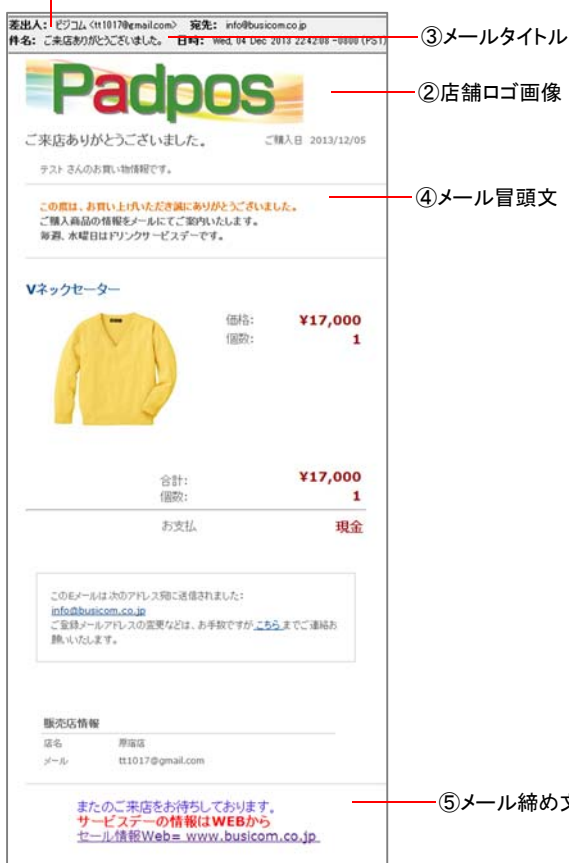 差出人: ビジコム <tt1017@gmail.com> 宛先: info@busicom.co.jp
件名: ご来店ありがとうございました。 日時: Wed, 04 Dec 2013 22:42:08 -0800 (PST)
③メールタイトル
Padpos
②店舗ロゴ画像
ご来店ありがとうございました。 ご購入日 2013/12/05
テスト さんのお買い物情報です。
この度は、お買い上げいただき誠にありがとうございました。
④メール冒頭文
ご購入商品の情報をメールにてご案内いたします。
毎週、水曜日はドリンクサービスデーです。
Vネックセーター
価格: ¥17,000
個数: 1
合計: ¥17,000
個数: 1
お支払 現金
このEメールは次のアドレス宛に送信されました:
info@busicom.co.jp
ご登録メールアドレスの変更などは、お手数ですが こちら までご連絡お
願いいたします。
販売店情報
店名 原宿店
メール tt1017@gmail.com
またのご来店をお待ちしております。
⑤メール締め文
サービスデーの情報はWEBから
セール情報Web= www.busicom.co.jp